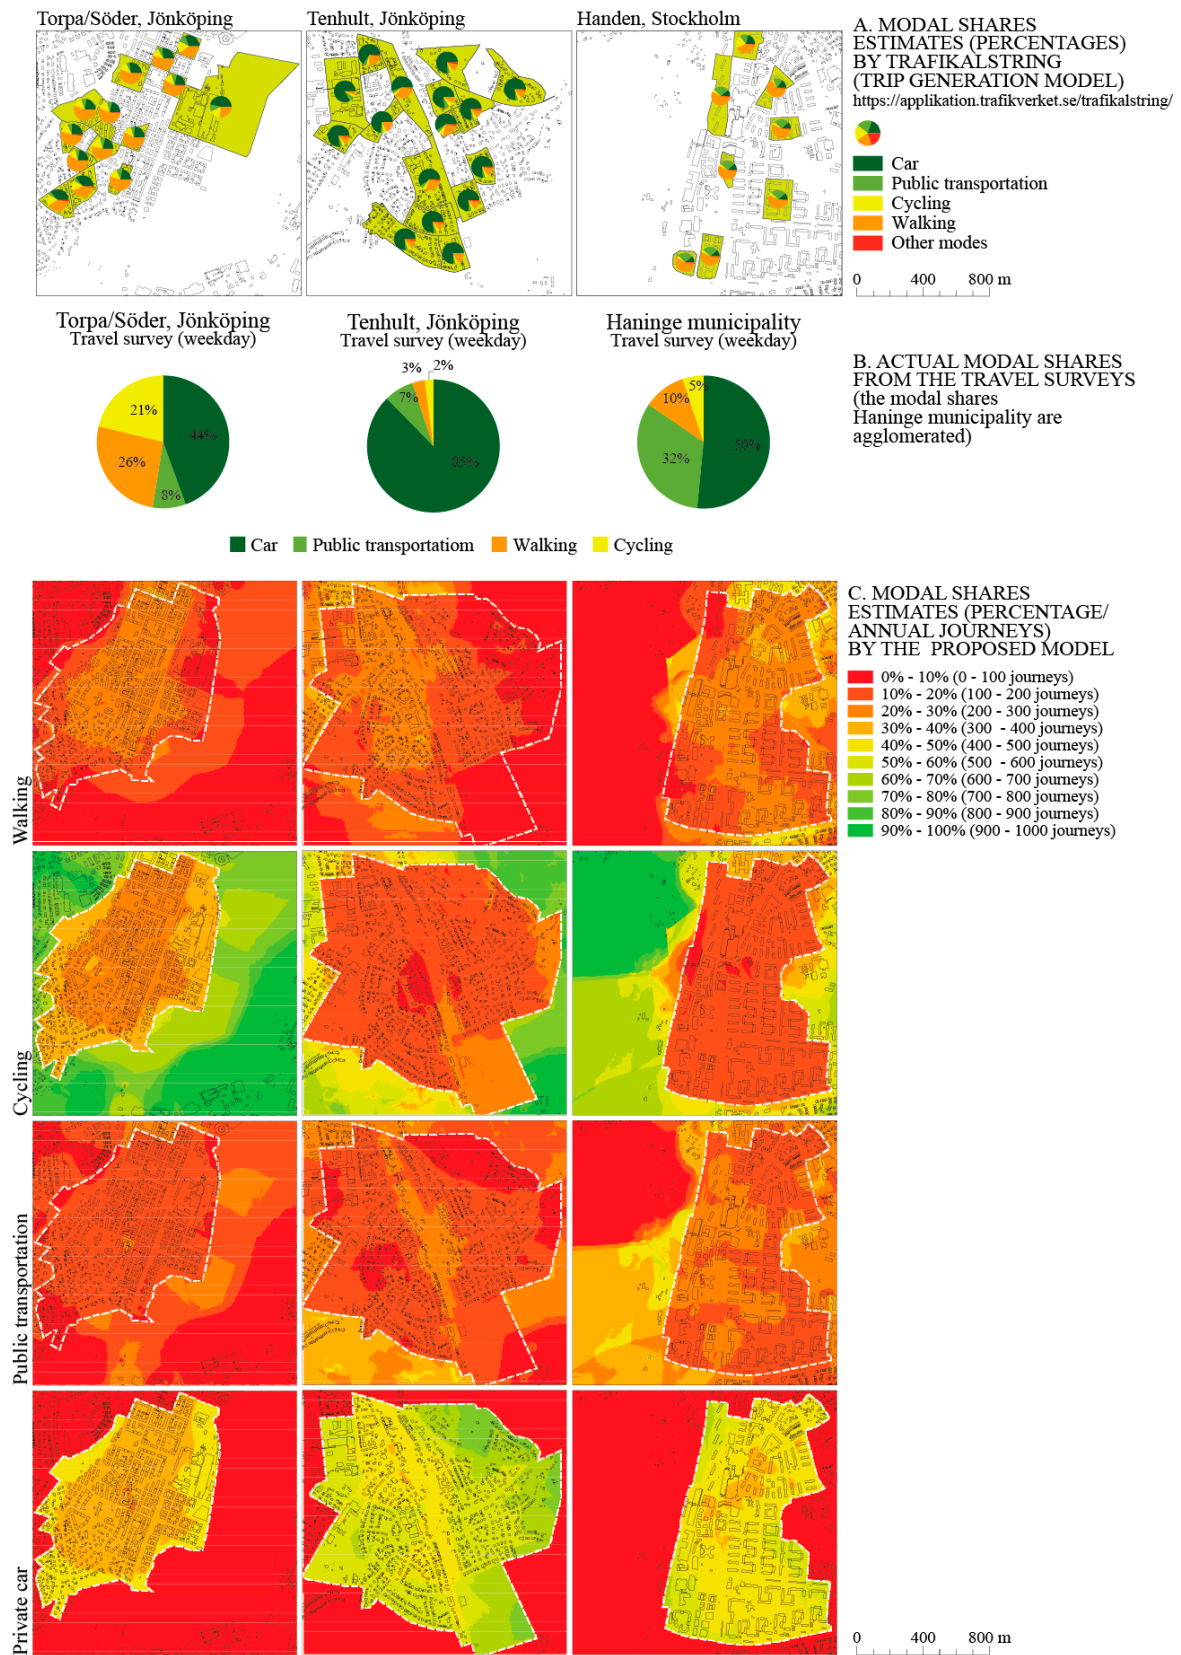 Torpa/Söder, Jönköping
Tenhult, Jönköping
Handen, Stockholm
A. MODAL SHARES
ESTIMATES (PERCENTAGES)
BY TRAFIKALSTRING
(TRIP GENERATION MODEL)
https://applikation.trafikverket.se/trafikalstring/
Car
Public transportation
Cycling
Walking
Other modes
0 400 800 m
Torpa/Söder, Jönköping
Travel survey (weekday)
21%
44%
26%
8%
Tenhult, Jönköping
Travel survey (weekday)
3%
2%
7%
85%
Haninge municipality
Travel survey (weekday)
5%
10%
50%
32%
B. ACTUAL MODAL SHARES
FROM THE TRAVEL SURVEYS
(the modal shares
Haninge municipality are
agglomerated)
Car
Public transportatiom
Walking
Cycling
C. MODAL SHARES
ESTIMATES (PERCENTAGE/
ANNUAL JOURNEYS)
BY THE PROPOSED MODEL
0% - 10% (0 - 100 journeys)
10% - 20% (100 - 200 journeys)
20% - 30% (200 - 300 journeys)
30% - 40% (300 - 400 journeys)
40% - 50% (400 - 500 journeys)
50% - 60% (500 - 600 journeys)
60% - 70% (600 - 700 journeys)
70% - 80% (700 - 800 journeys)
80% - 90% (800 - 900 journeys)
90% - 100% (900 - 1000 journeys)
Walking
Cycling
Public transportation
Private car
0 400 800 m